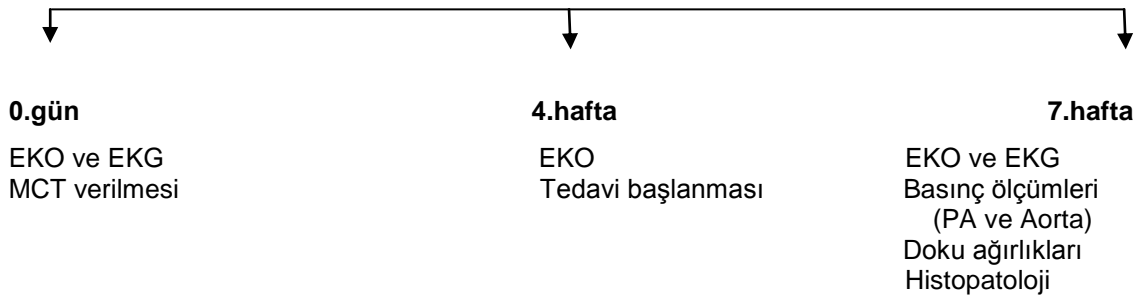 0.gün 4.hafta 7.hafta
EKO ve EKG EKO EKO ve EKG
MCT verilmesi Tedavi başlanması Basınç ölçümleri
(PA ve Aorta)
Doku ağırlıkları
Histopatoloji